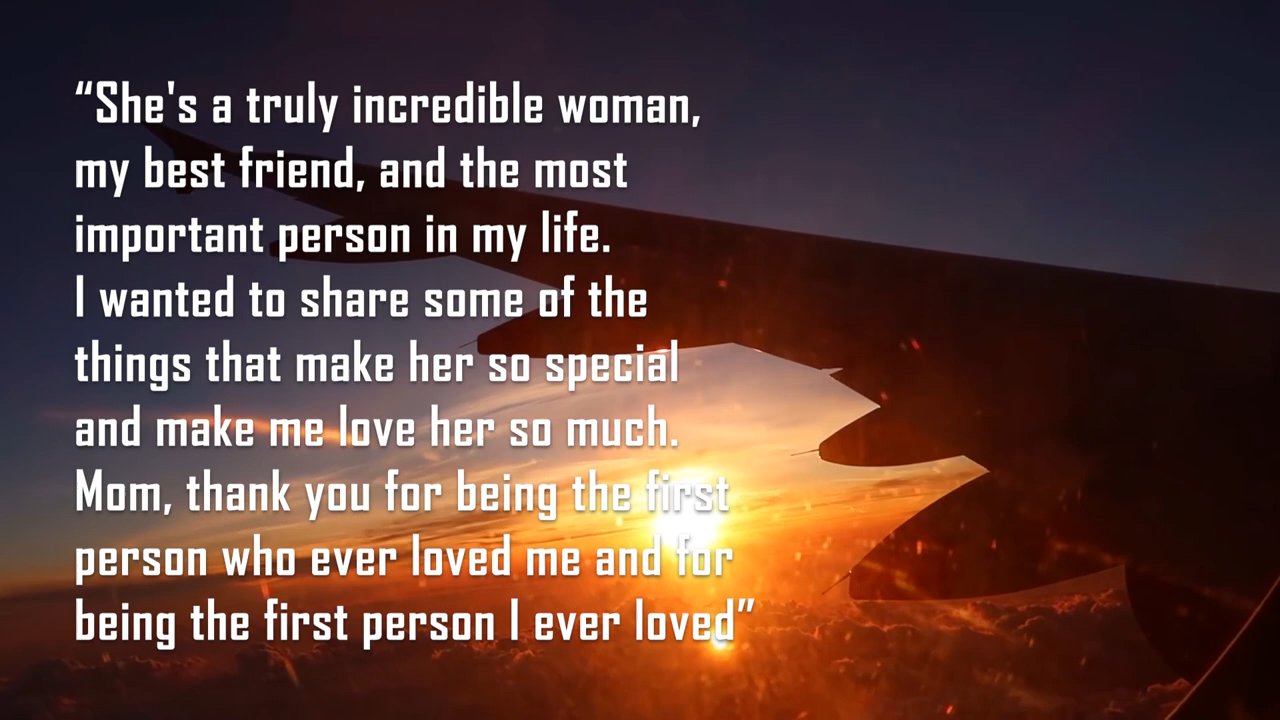 “She's a truly incredible woman,
my best friend, and the most
important person in my life.
I wanted to share some of the
things that make her so special
and make me love her so much.
Mom, thank you for being the first
person who ever loved me and for
being the first person I ever loved”